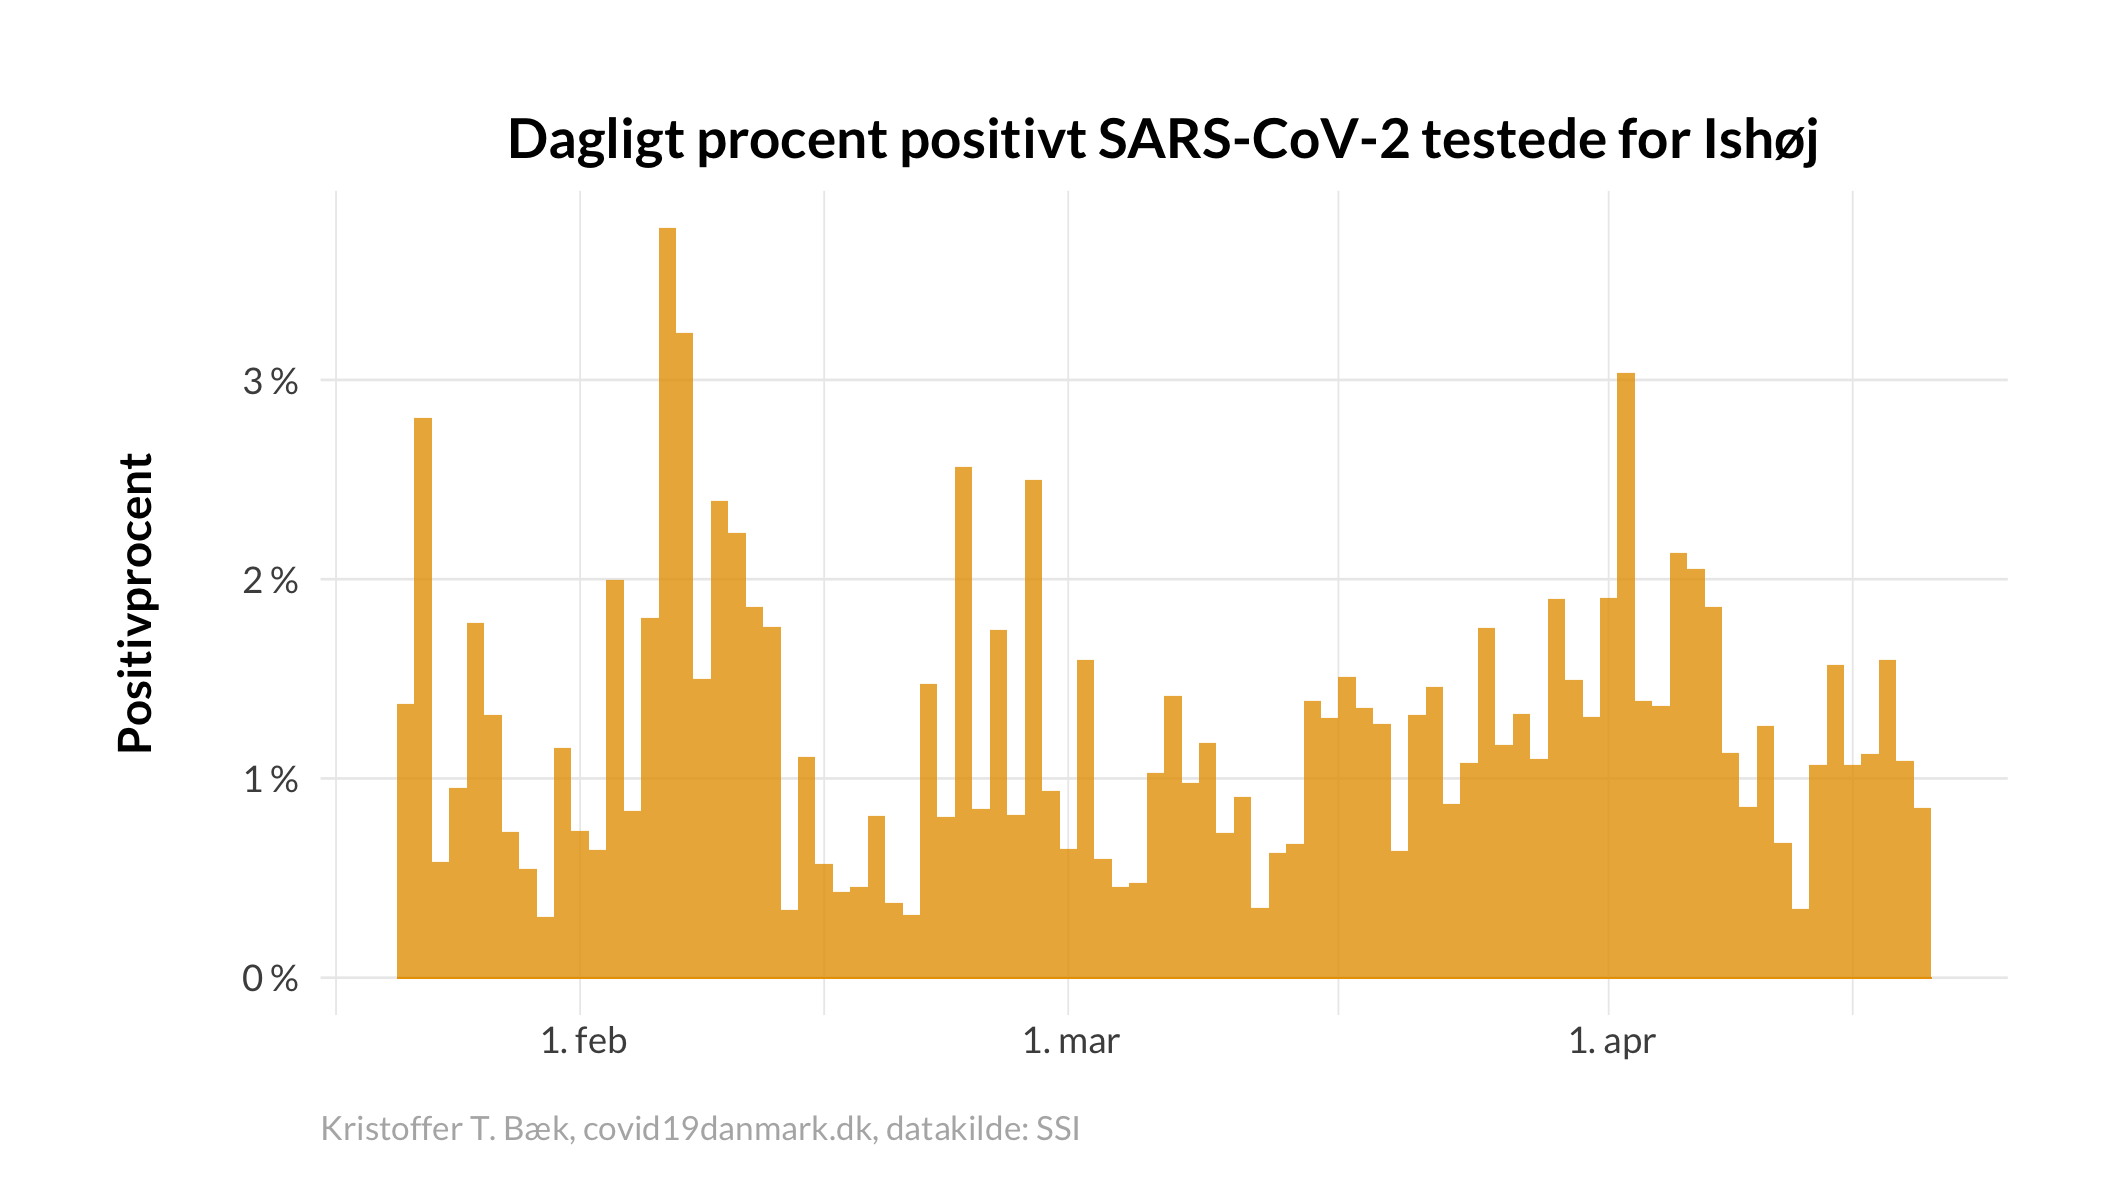 Dagligt procent positivt SARS-CoV-2 testede for Ishøj
Positivprocent
3 %
2 %
1 %
0 %
1. feb
1. mar
1. apr
Kristoffer T. Bæk, covid19danmark.dk, datakilde: SSI